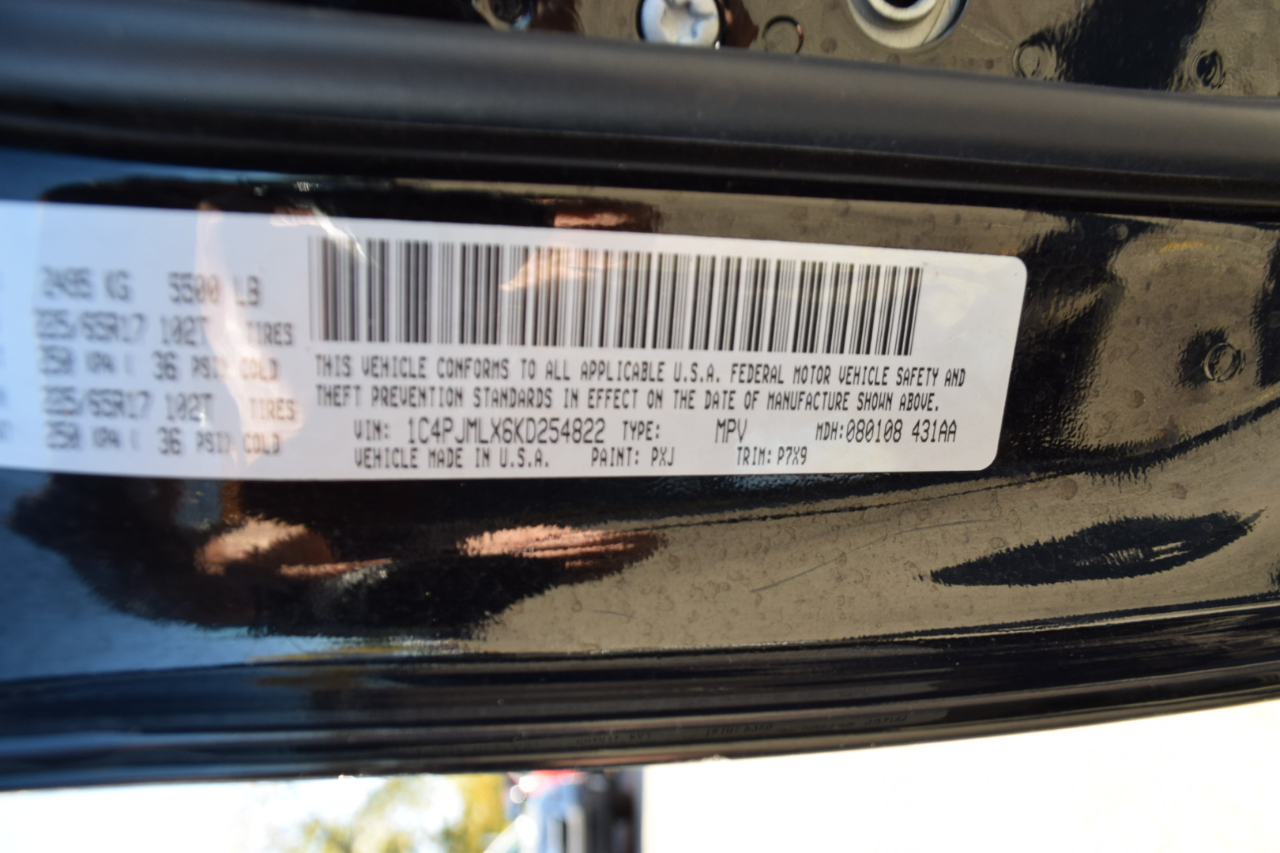 2495 KG 5500 LB
225/65R17 102T TIRES
250 KPA ( 36 PSI) COLD
225/65R17 102T TIRES
250 KPA ( 36 PSI) COLD
THIS VEHICLE CONFORMS TO ALL APPLICABLE U.S.A. FEDERAL MOTOR VEHICLE SAFETY AND
THEFT PREVENTION STANDARDS IN EFFECT ON THE DATE OF MANUFACTURE SHOWN ABOVE.
VIN: 1C4PJMLX6KD254822 TYPE: MPV MDH:080108 431AA
VEHICLE MADE IN U.S.A. PAINT: PXJ TRIM: P7X9